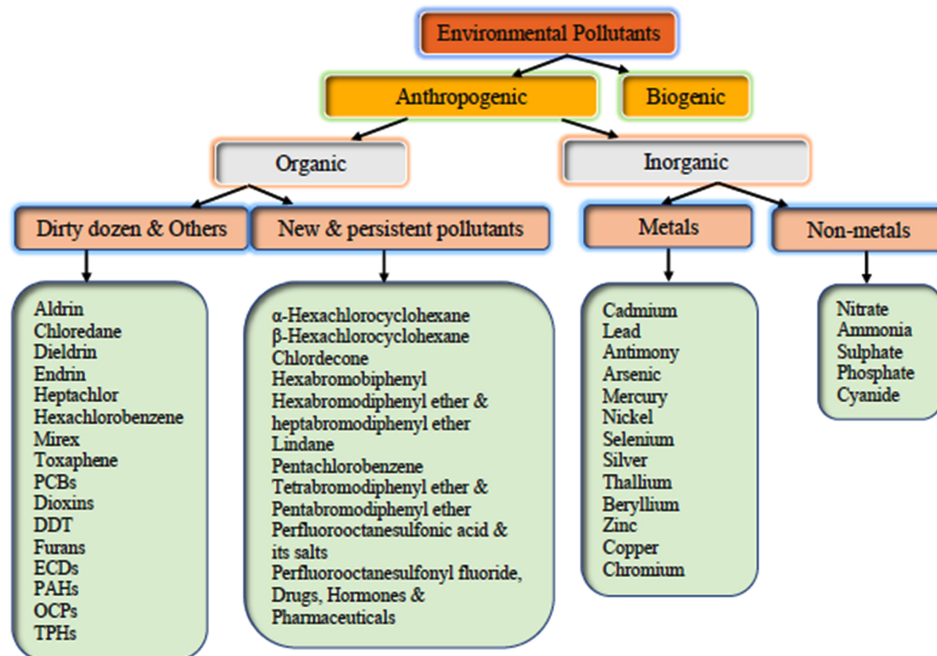 Environmental Pollutants
Anthropogenic
Biogenic
Organic
Inorganic
Dirty dozen & Others
New & persistent pollutants
Metals
Non-metals
Aldrin
Chloredane
Dieldrin
Endrin
Heptachlor
Hexachlorobenzene
Mirex
Toxaphene
PCBs
Dioxins
DDT
Furans
ECDs
PAHs
OCPs
TPHs
α-Hexachlorocyclohexane
β-Hexachlorocyclohexane
Chlordecone
Hexabromobiphenyl
Hexabromodiphenyl ether &
heptabromodiphenyl ether
Lindane
Pentachlorobenzene
Tetrabromodiphenyl ether &
Pentabromodiphenyl ether
Perfluorooctanesulfonic acid &
its salts
Perfluorooctanesulfonyl fluoride,
Drugs, Hormones &
Pharmaceuticals
Cadmium
Lead
Antimony
Arsenic
Mercury
Nickel
Selenium
Silver
Thallium
Beryllium
Zinc
Copper
Chromium
Nitrate
Ammonia
Sulphate
Phosphate
Cyanide